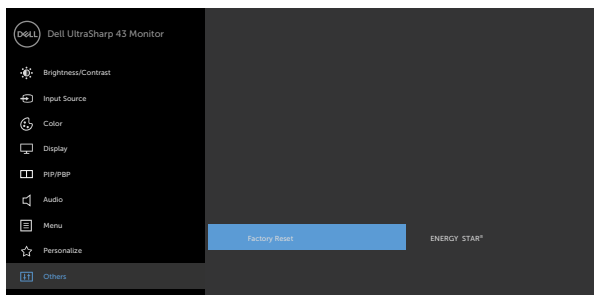 DELL
Dell UltraSharp 43 Monitor
Brightness/Contrast
Input Source
Color
Display
PIP/PBP
Audio
Menu
Personalize
Others
Factory Reset
ENERGY STAR®